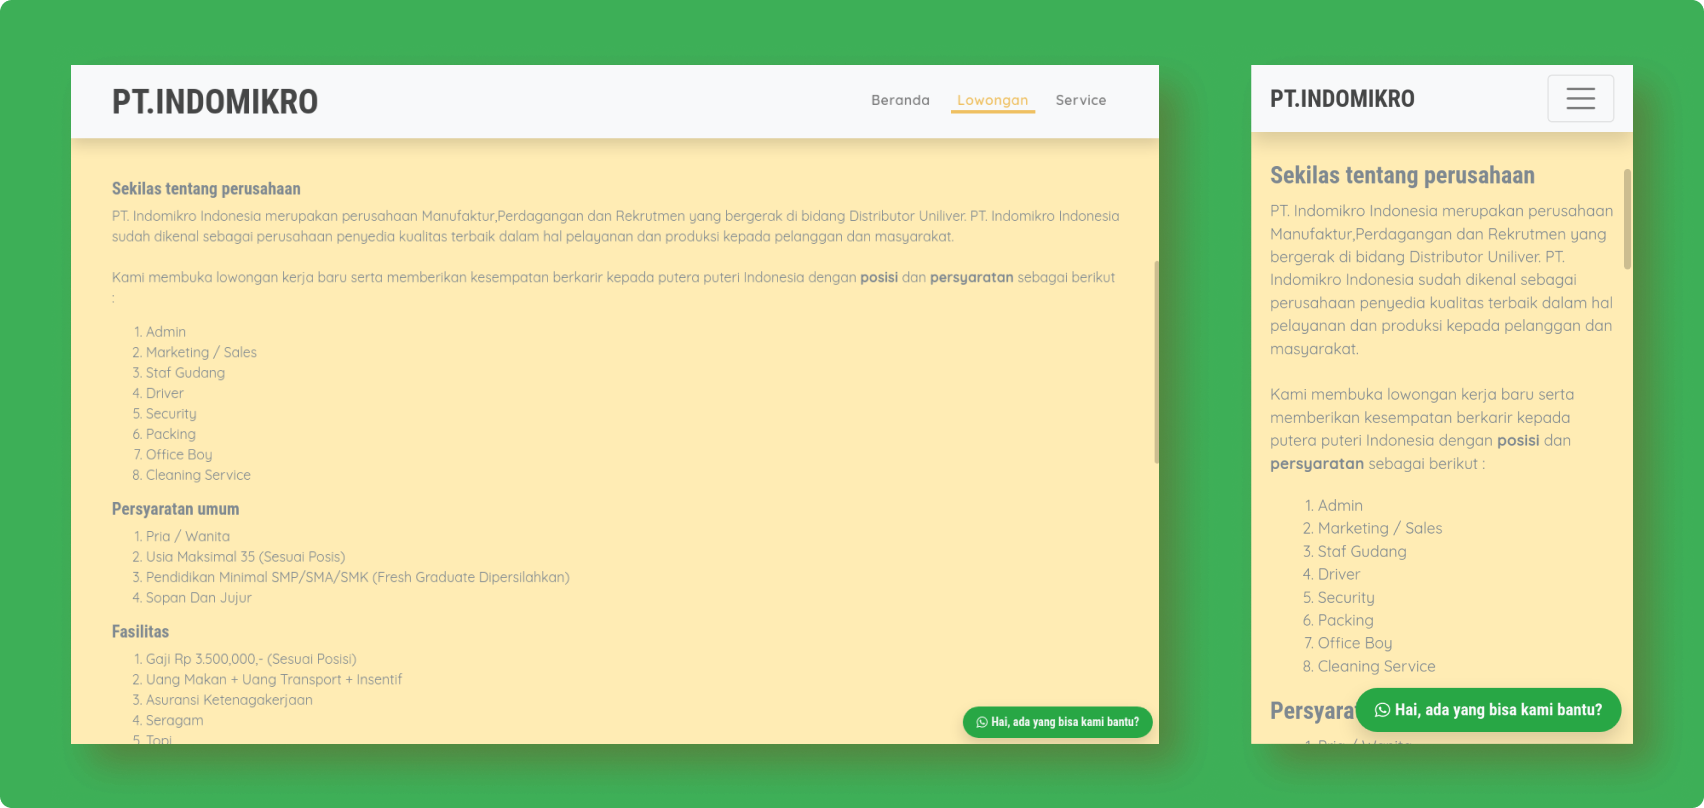 PT.INDOMIKRO
Beranda Lowongan Service
Sekilas tentang perusahaan
PT. Indomikro Indonesia merupakan perusahaan Manufaktur,Perdagangan dan Rekrutmen yang bergerak di bidang Distributor Uniliver. PT. Indomikro Indonesia
sudah dikenal sebagai perusahaan penyedia kualitas terbaik dalam hal pelayanan dan produksi kepada pelanggan dan masyarakat.
Kami membuka lowongan kerja baru serta memberikan kesempatan berkarir kepada putera puteri Indonesia dengan posisi dan persyaratan sebagai berikut
:
1. Admin
2. Marketing / Sales
3. Staf Gudang
4. Driver
5. Security
6. Packing
7. Office Boy
8. Cleaning Service
Persyaratan umum
1. Pria / Wanita
2. Usia Maksimal 35 (Sesuai Posis)
3. Pendidikan Minimal SMP/SMA/SMK (Fresh Graduate Dipersilahkan)
4. Sopan Dan Jujur
Fasilitas
1. Gaji Rp 3.500,000,- (Sesuai Posisi)
2. Uang Makan + Uang Transport + Insentif
3. Asuransi Ketenagakerjaan
4. Seragam
5. Topi
Hai, ada yang bisa kami bantu?
PT.INDOMIKRO
Sekilas tentang perusahaan
PT. Indomikro Indonesia merupakan perusahaan
Manufaktur,Perdagangan dan Rekrutmen yang
bergerak di bidang Distributor Uniliver. PT.
Indomikro Indonesia sudah dikenal sebagai
perusahaan penyedia kualitas terbaik dalam hal
pelayanan dan produksi kepada pelanggan dan
masyarakat.
Kami membuka lowongan kerja baru serta
memberikan kesempatan berkarir kepada
putera puteri Indonesia dengan posisi dan
persyaratan sebagai berikut :
1. Admin
2. Marketing / Sales
3. Staf Gudang
4. Driver
5. Security
6. Packing
7. Office Boy
8. Cleaning Service
Persyarat
Hai, ada yang bisa kami bantu?
1. Pria / Wanita